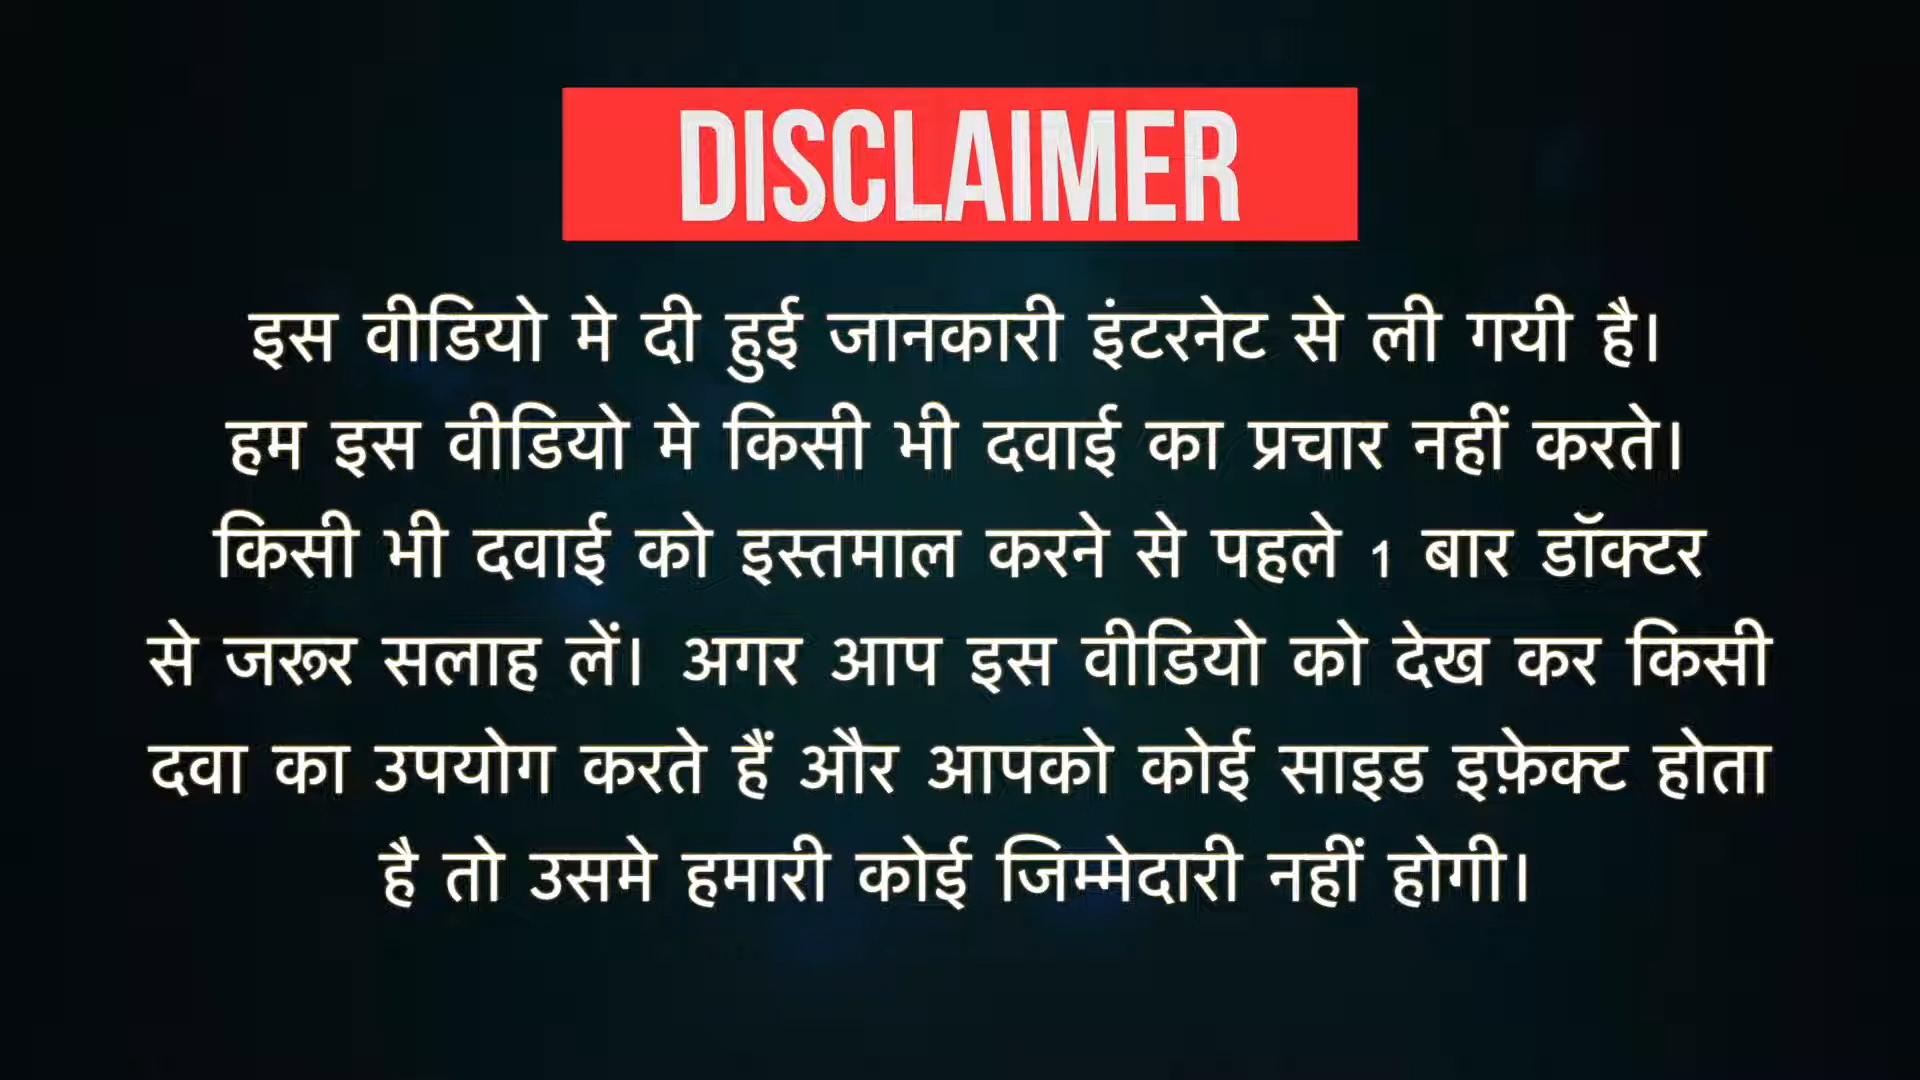 DISCLAIMER
इस वीडियो मे दी हुई जानकारी इंटरनेट से ली गयी है।
हम इस वीडियो मे किसी भी दवाई का प्रचार नहीं करते।
किसी भी दवाई को इस्तमाल करने से पहले 1 बार डॉक्टर
से जरूर सलाह लें। अगर आप इस वीडियो को देख कर किसी
दवा का उपयोग करते हैं और आपको कोई साइड इफ़ेक्ट होता
है तो उसमे हमारी कोई जिम्मेदारी नहीं होगी।